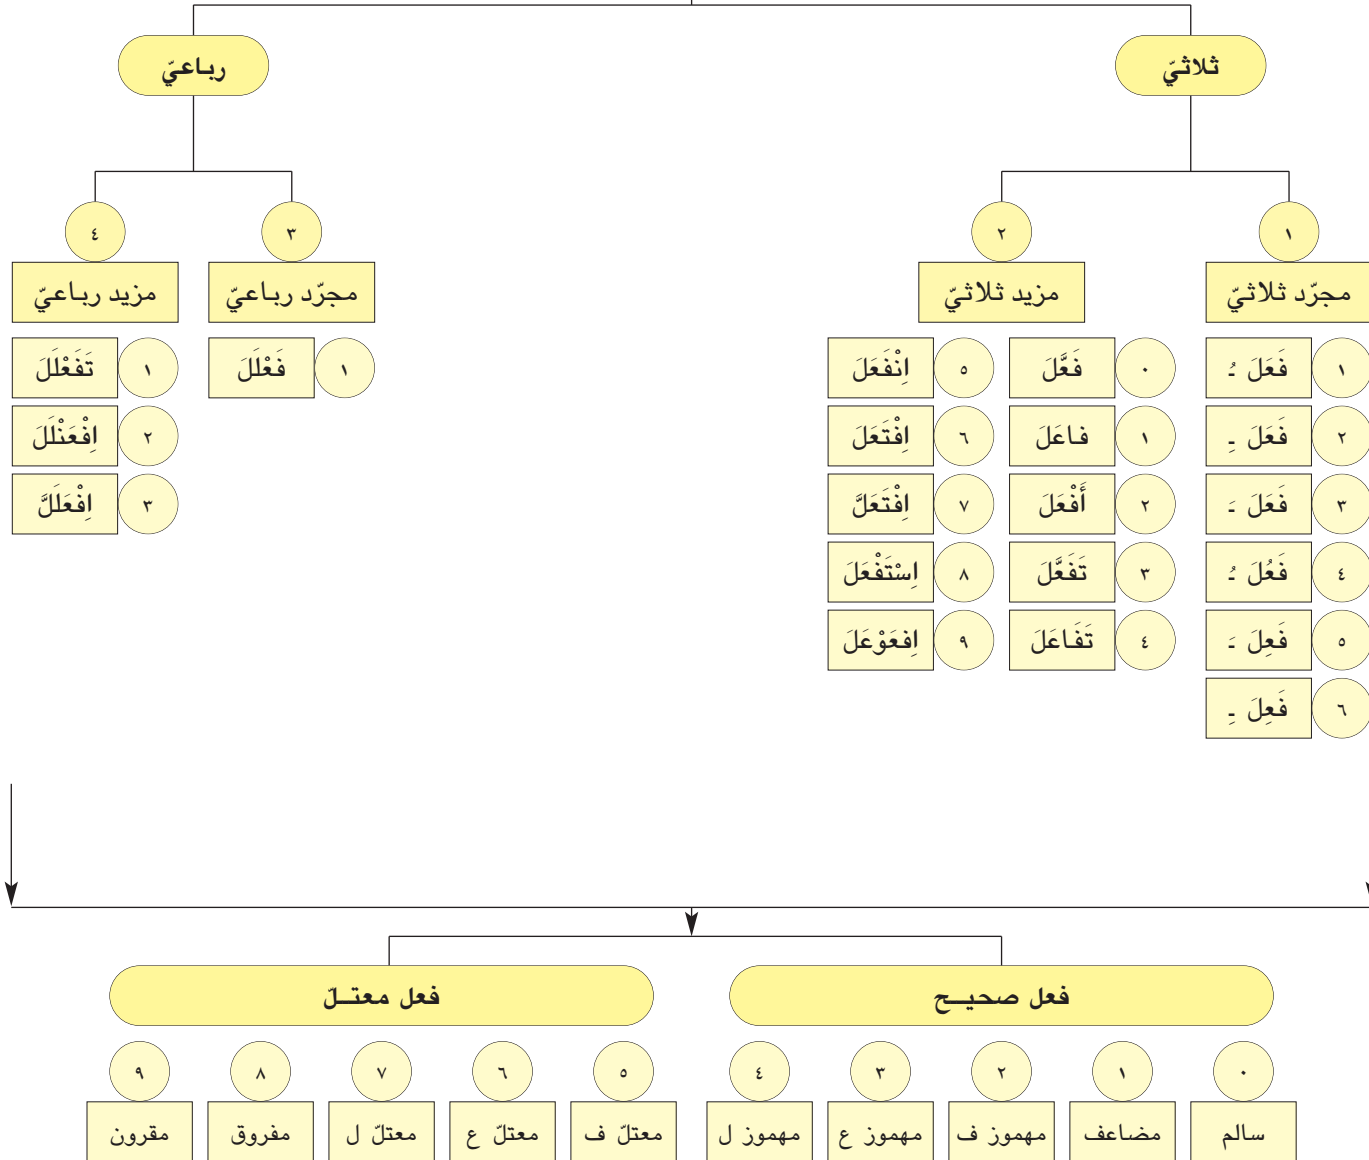 ثلاثيّ
رباعيّ
١
٢
٣
٤
مجرّد ثلاثيّ
مزيد ثلاثيّ
مجرّد رباعيّ
مزيد رباعيّ
١ فَعَلَ ـُ
٠ فَعَّلَ
٥ اِنْفَعَلَ
١ فَعْلَلَ
١ تَفَعْلَلَ
٢ فَعَلَ ـِ
١ فاعَلَ
٦ اِفْتَعَلَ
٢ اِفْعَنْلَلَ
٣ فَعَلَ ـَ
٢ أَفْعَلَ
٧ اِفْتَعَلَّ
٣ اِفْعَلَلَّ
٤ فَعُلَ ـُ
٣ تَفَعَّلَ
٨ اِسْتَفْعَلَ
٥ فَعِلَ ـَ
٤ تَفَاعَلَ
٩ اِفعَوْعَلَ
٦ فَعِلَ ـِ
فعل صحيــح
فعل معتــلّ
٠
١
٢
٣
٤
٥
٦
٧
٨
٩
سالم
مضاعف
مهموز ف
مهموز ع
مهموز ل
معتلّ ف
معتلّ ع
معتلّ ل
مفروق
مقرون